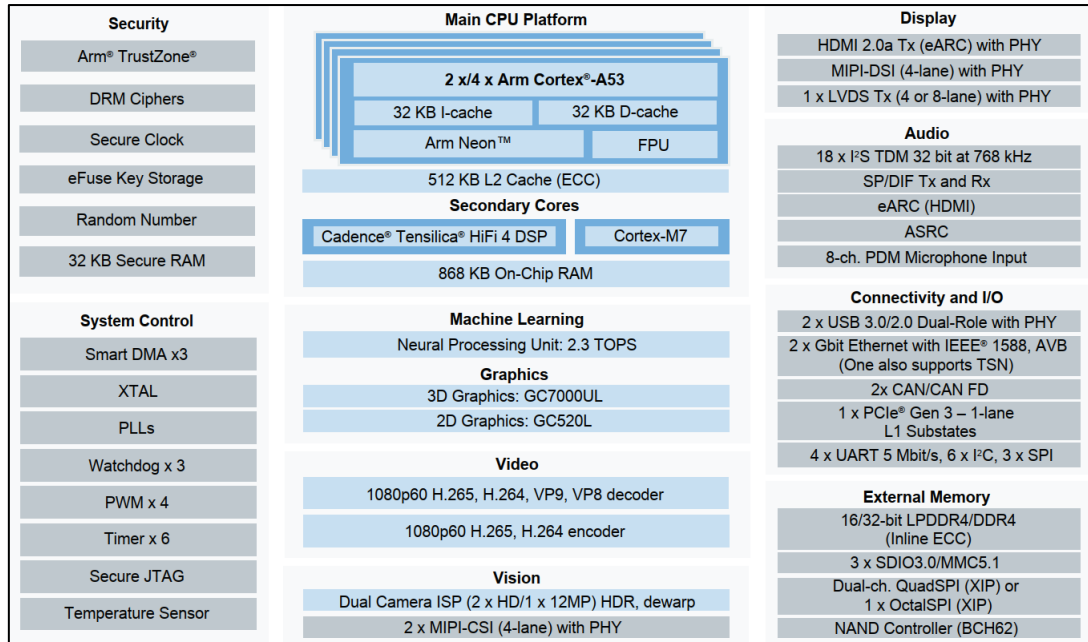 Security
Arm® TrustZone®
DRM Ciphers
Secure Clock
eFuse Key Storage
Random Number
32 KB Secure RAM
System Control
Smart DMA x3
XTAL
PLLs
Watchdog x 3
PWM x 4
Timer x 6
Secure JTAG
Temperature Sensor
Main CPU Platform
2 x/4 x Arm Cortex®-A53
32 KB I-cache
32 KB D-cache
Arm Neon™
FPU
512 KB L2 Cache (ECC)
Secondary Cores
Cadence® Tensilica® HiFi 4 DSP
Cortex-M7
868 KB On-Chip RAM
Machine Learning
Neural Processing Unit: 2.3 TOPS
Graphics
3D Graphics: GC7000UL
2D Graphics: GC520L
Video
1080p60 H.265, H.264, VP9, VP8 decoder
1080p60 H.265, H.264 encoder
Vision
Dual Camera ISP (2 x HD/1 x 12MP) HDR, dewarp
2 x MIPI-CSI (4-lane) with PHY
Display
HDMI 2.0a Tx (eARC) with PHY
MIPI-DSI (4-lane) with PHY
1 x LVDS Tx (4 or 8-lane) with PHY
Audio
18 x I²S TDM 32 bit at 768 kHz
SP/DIF Tx and Rx
eARC (HDMI)
ASRC
8-ch. PDM Microphone Input
Connectivity and I/O
2 x USB 3.0/2.0 Dual-Role with PHY
2 x Gbit Ethernet with IEEE® 1588, AVB
(One also supports TSN)
2x CAN/CAN FD
1 x PCIe® Gen 3 – 1-lane
L1 Substates
4 x UART 5 Mbit/s, 6 x I²C, 3 x SPI
External Memory
16/32-bit LPDDR4/DDR4
(Inline ECC)
3 x SDIO3.0/MMC5.1
Dual-ch. QuadSPI (XIP) or
1 x OctalSPI (XIP)
NAND Controller (BCH62)